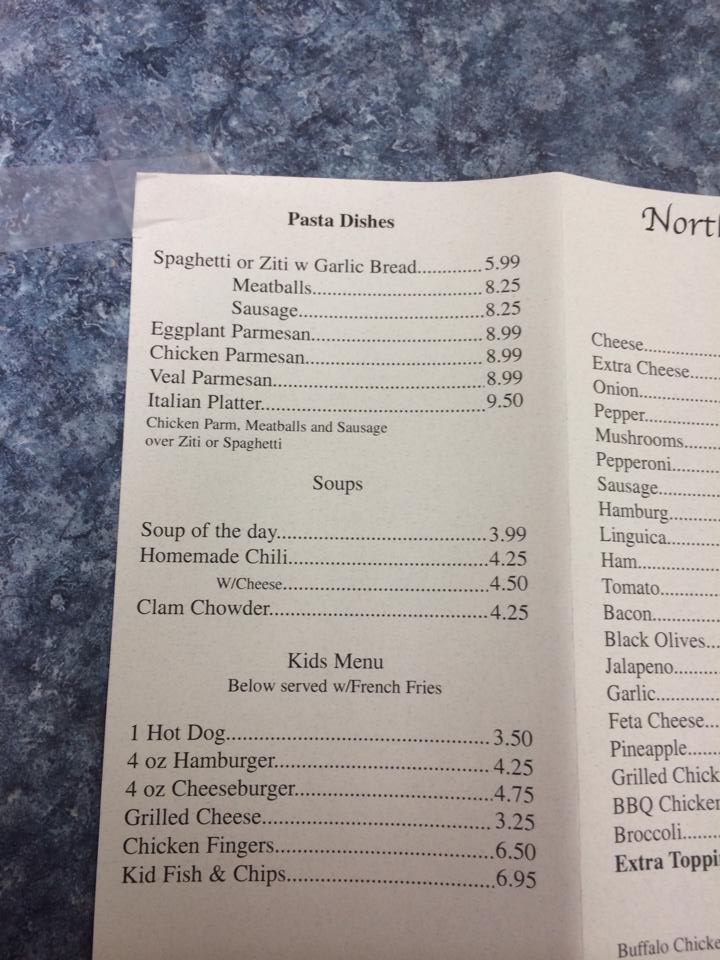 Pasta Dishes
Spaghetti or Ziti w Garlic Bread............5.99
Meatballs..............................8.25
Sausage................................8.25
Eggplant Parmesan..............................8.99
Chicken Parmesan...............................8.99
Veal Parmesan....................................8.99
Italian Platter.......................................9.50
Chicken Parm, Meatballs and Sausage
over Ziti or Spaghetti
Soups
Soup of the day.....................................3.99
Homemade Chili...................................4.25
W/Cheese....................................4.50
Clam Chowder......................................4.25
Kids Menu
Below served w/French Fries
1 Hot Dog..............................................3.50
4 oz Hamburger.....................................4.25
4 oz Cheeseburger..................................4.75
Grilled Cheese........................................3.25
Chicken Fingers......................................6.50
Kid Fish & Chips....................................6.95
Cheese.............
Extra Cheese.....
Onion...............
Pepper.............
Mushrooms......
Pepperoni........
Sausage...........
Hamburg.........
Linguica..........
Ham................
Tomato...........
Bacon.............
Black Olives...
Jalapeno.........
Garlic.............
Feta Cheese...
Pineapple......
Grilled
BBQ
Broccoli.......
Extra
Buffalo